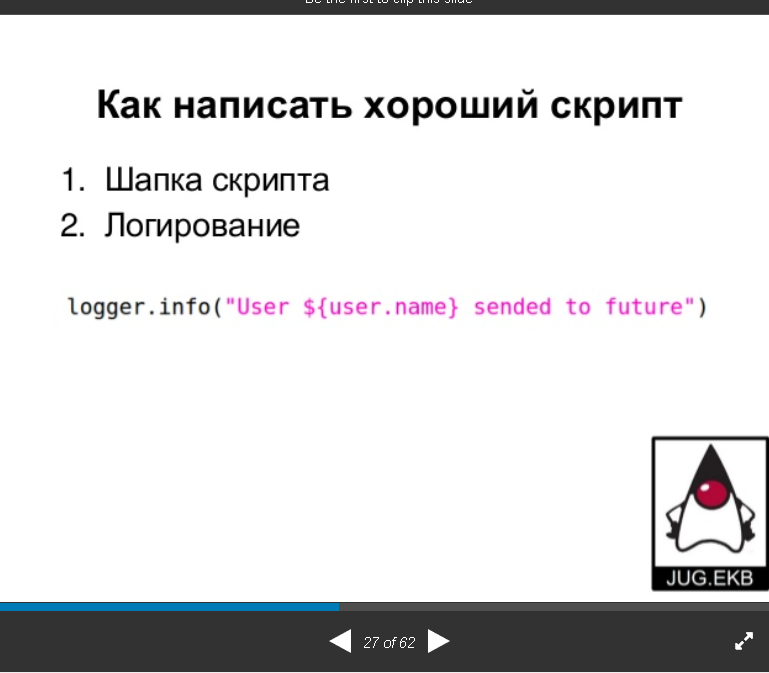 Be the first to clip this slide
Как написать хороший скрипт
1. Шапка скрипта
2. Логирование
logger.info("User ${user.name} sended to future")
JUG.EKB
27 of 62